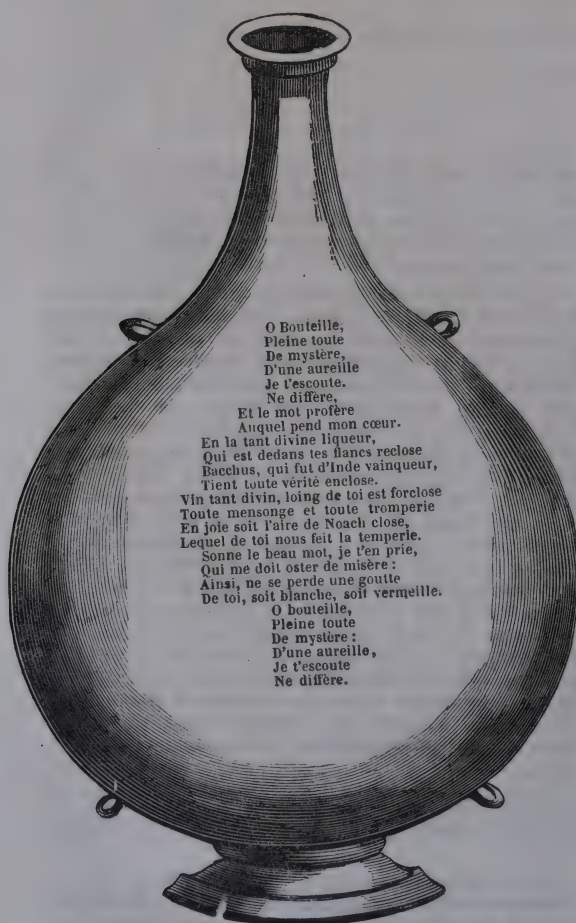 O Bouteille,
Pleine toute
De mystère,
D'une aureille
Je t'escoute.
Ne diffère,
Et le mot profère
Auquel pend mon cœur.
En la tant divine liqueur,
Qui est dedans tes flancs reclose
Bacchus, qui fut d'Inde vainqueur,
Tient toute vérité enclose.
Vin tant divin, loing de toi est forclose
Toute mensonge et toute tromperie
En joie soit l'aire de Noach close,
Lequel de toi nous feit la temperie.
Sonne le beau mot, je t'en prie,
Qui me doit oster de misère :
Ainsi, ne se perde une goutte
De toi, soit blanche, soit vermeille.
O bouteille,
Pleine toute
De mystère :
D'une aureille,
Je t'escoute
Ne diffère.